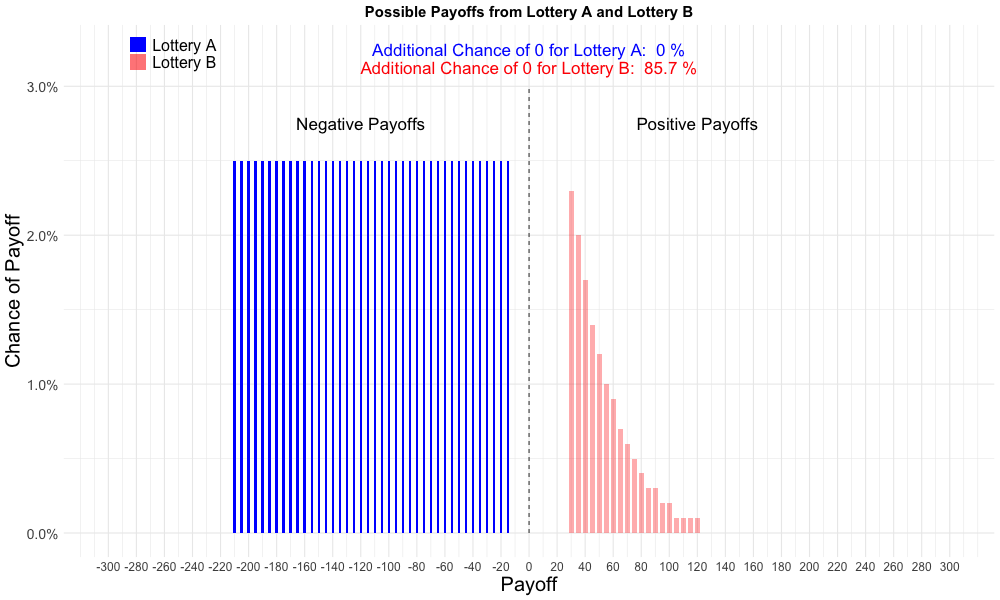 Possible Payoffs from Lottery A and Lottery B
Lottery A
Lottery B
Additional Chance of 0 for Lottery A:  0 %
Additional Chance of 0 for Lottery B:  85.7 %
Negative Payoffs
Positive Payoffs
3.0%
2.0%
1.0%
0.0%
Chance of Payoff
-300 -280 -260 -240 -220 -200 -180 -160 -140 -120 -100 -80 -60 -40 -20 0 20 40 60 80 100 120 140 160 180 200 220 240 260 280 300
Payoff